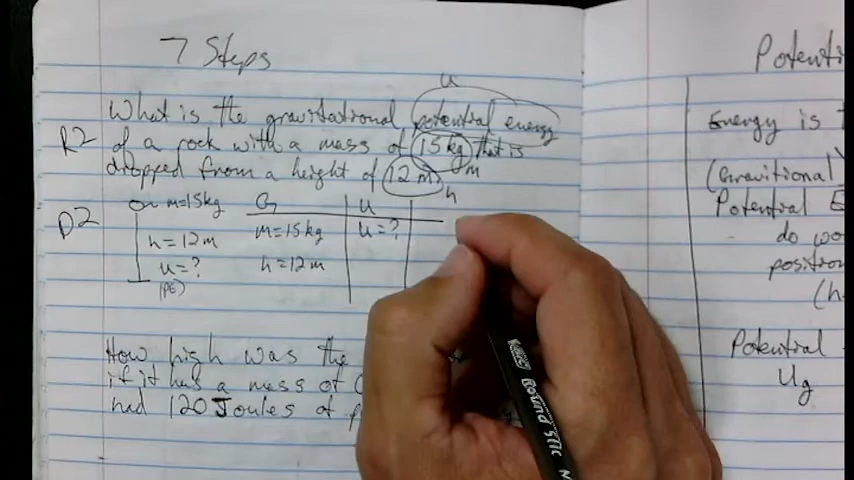 7 Steps
u
What is the gravitational potential energy
R2 of a rock with a mass of 15 kg that is
m
dropped from a height of 12 m
h
D2
m=15kg G u
h=12m m=15kg u=?
u=? h=12m
(PE)
How high was the
if it has a mass of
had 120 Joules of
Potenti
Energy is
(Gravitional)
Potential E
do wo
position
(h
Potential
Ug
ROUND STIC